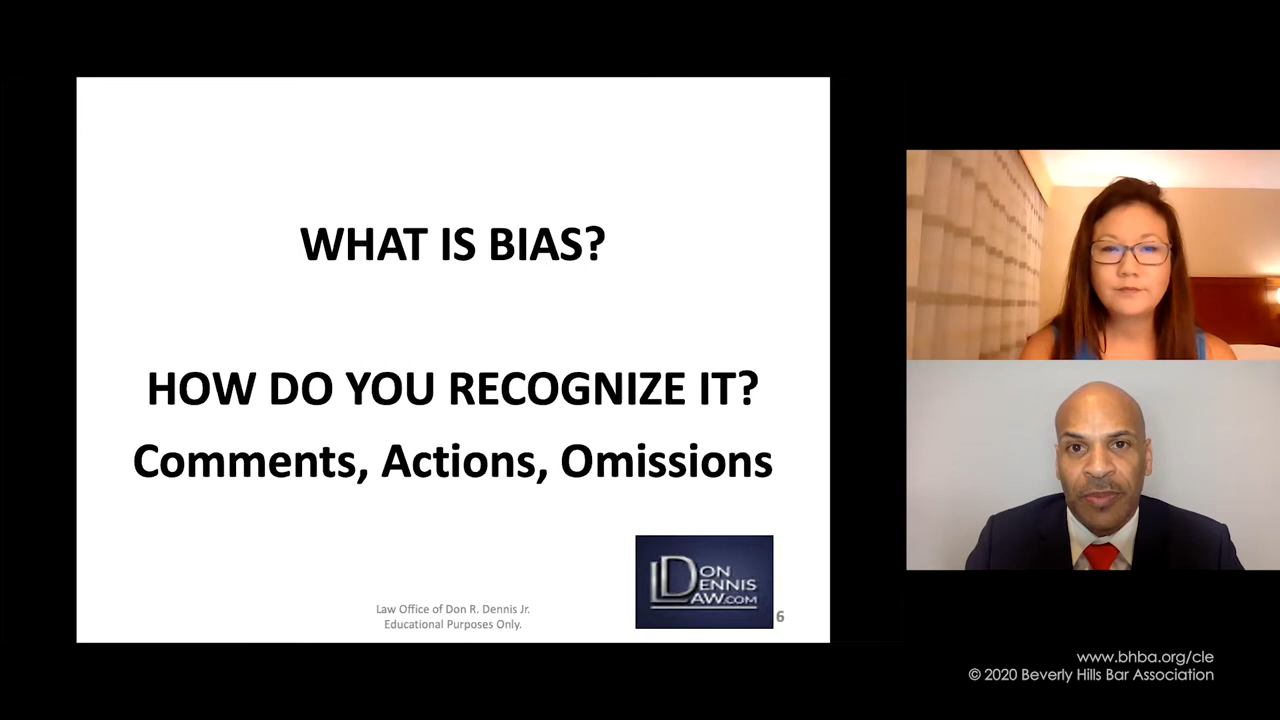 WHAT IS BIAS?
HOW DO YOU RECOGNIZE IT?
Comments, Actions, Omissions
DON
DENNIS
LAW.COM
Law Office of Don R. Dennis Jr.
Educational Purposes Only.
6
www.bhba.org/cle
© 2020 Beverly Hills Bar Association